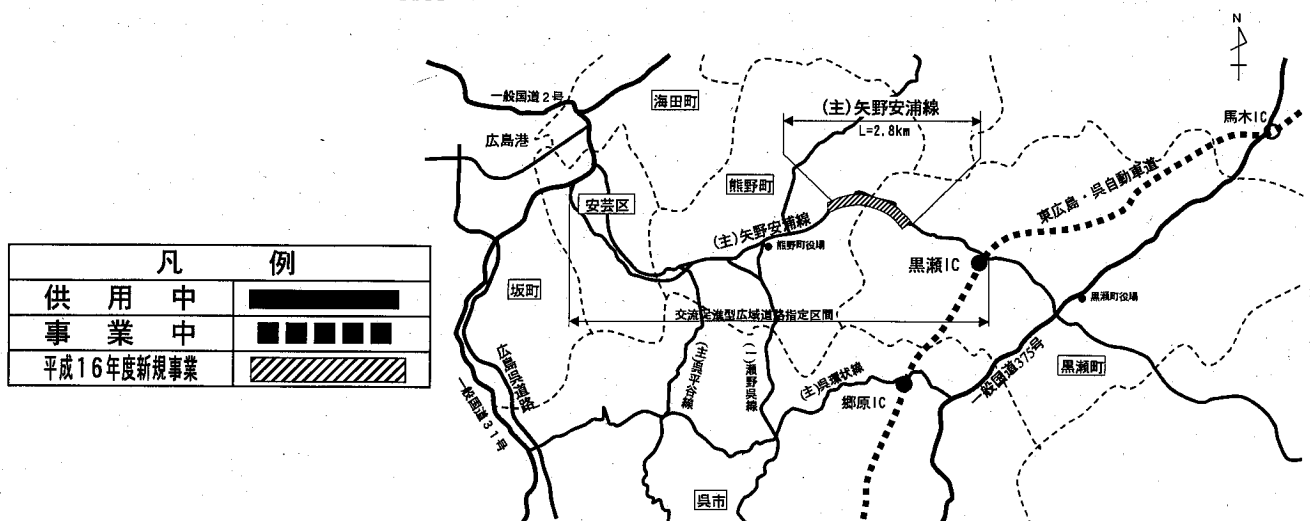 凡例
供用中
事業中
平成16年度新規事業
N
一般国道2号
海田町
(主)矢野安浦線
L=2.8km
馬木IC
広島港
熊野町
東広島・呉自動車道
安芸区
(主)矢野安浦線
熊野町役場
黒瀬IC
坂町
黒瀬町役場
交流促進型広域道路指定区間
広島呉道路
一般国道31号
(主)呉平谷線
(一)瀬野呉線
(主)呉環状線
郷原IC
一般国道375号
黒瀬町
呉市